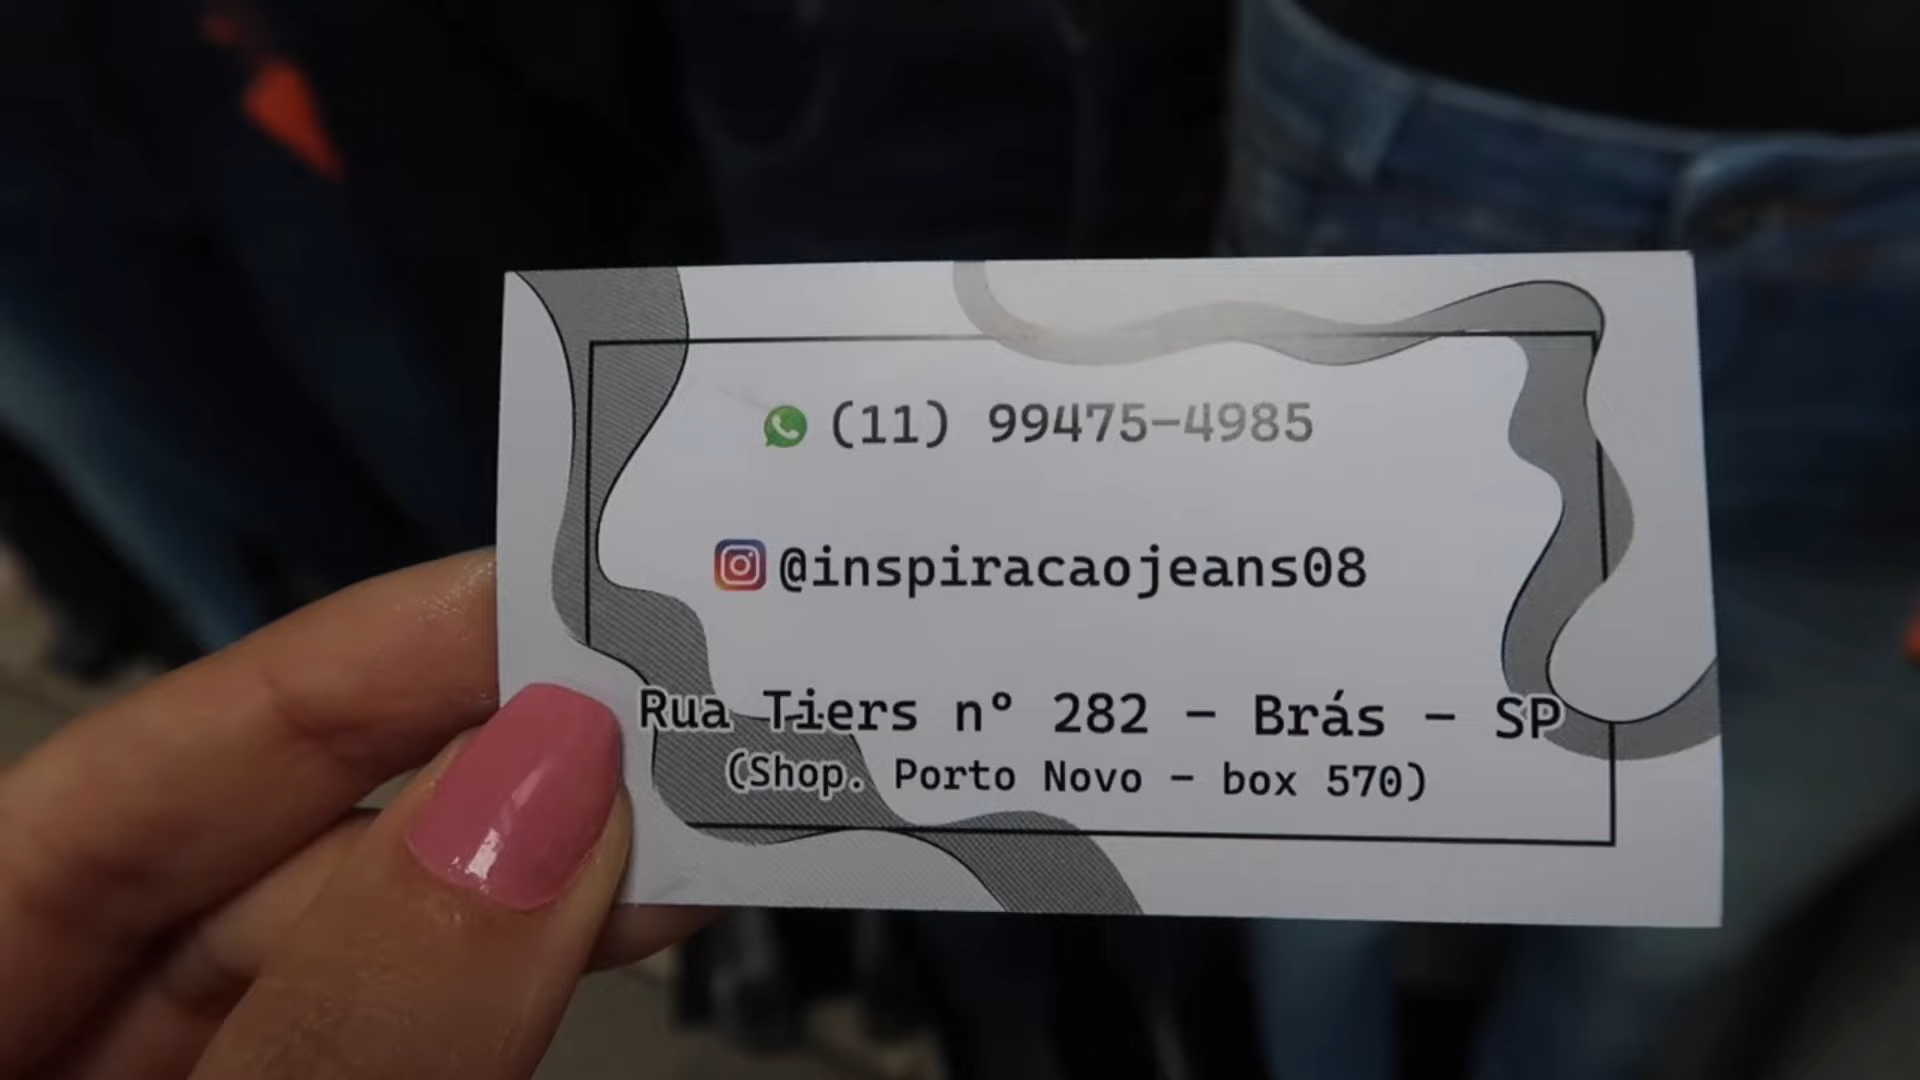 (11) 99475-4985
@inspiracaojeans08
Rua Tiers nº 282 - Brás - SP
(Shop. Porto Novo - box 570)